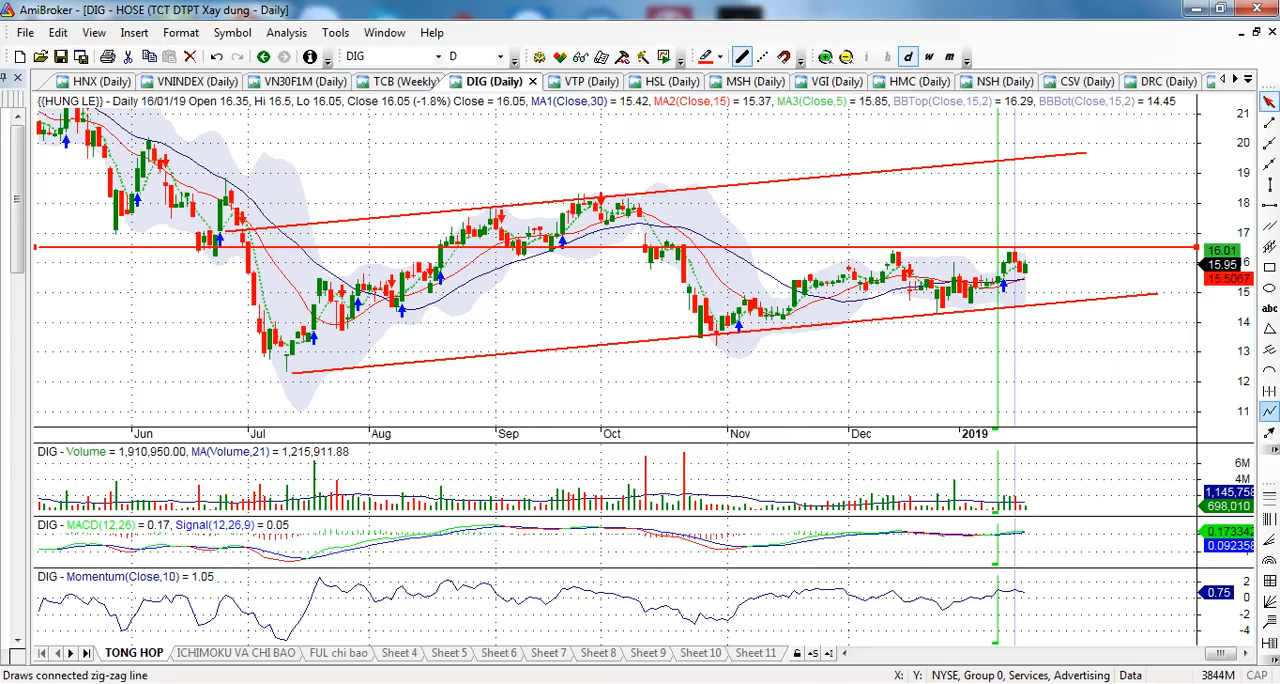 AmiBroker - [DIG - HOSE (TCT DTPT Xay dung - Daily]
File Edit View Insert Format Symbol Analysis Tools Window Help
DIG D i h d w m
HNX (Daily) VNINDEX (Daily) VN30F1M (Daily) TCB (Weekly) DIG (Daily) VTP (Daily) HSL (Daily) MSH (Daily) VGI (Daily) HMC (Daily) NSH (Daily) CSV (Daily) DRC (Daily)
{{HUNG LE}} - Daily 16/01/19 Open 16.35, Hi 16.5, Lo 16.05, Close 16.05 (-1.8%) Close = 16.05, MA1(Close,30) = 15.42, MA2(Close,15) = 15.37, MA3(Close,5) = 15.85, BBTop(Close,15,2) = 16.29, BBBot(Close,15,2) = 14.45
21
20
19
18
17
16.01
15.95
15.5067
15
14
13
12
11
Jun Jul Aug Sep Oct Nov Dec 2019
DIG - Volume = 1,910,950.00, MA(Volume,21) = 1,215,911.88
6M
4M
1,145,758
698,010
DIG - MACD(12,26) = 0.17, Signal(12,26,9) = 0.05
0.173342
0.092358
DIG - Momentum(Close,10) = 1.05
2
0.75
0
-2
-4
TONG HOP ICHIMOKU VA CHI BAO FUL chi bao Sheet 4 Sheet 5 Sheet 6 Sheet 7 Sheet 8 Sheet 9 Sheet 10 Sheet 11
abc
Draws connected zig-zag line X: Y: NYSE, Group 0, Services, Advertising Data 3844M CAP